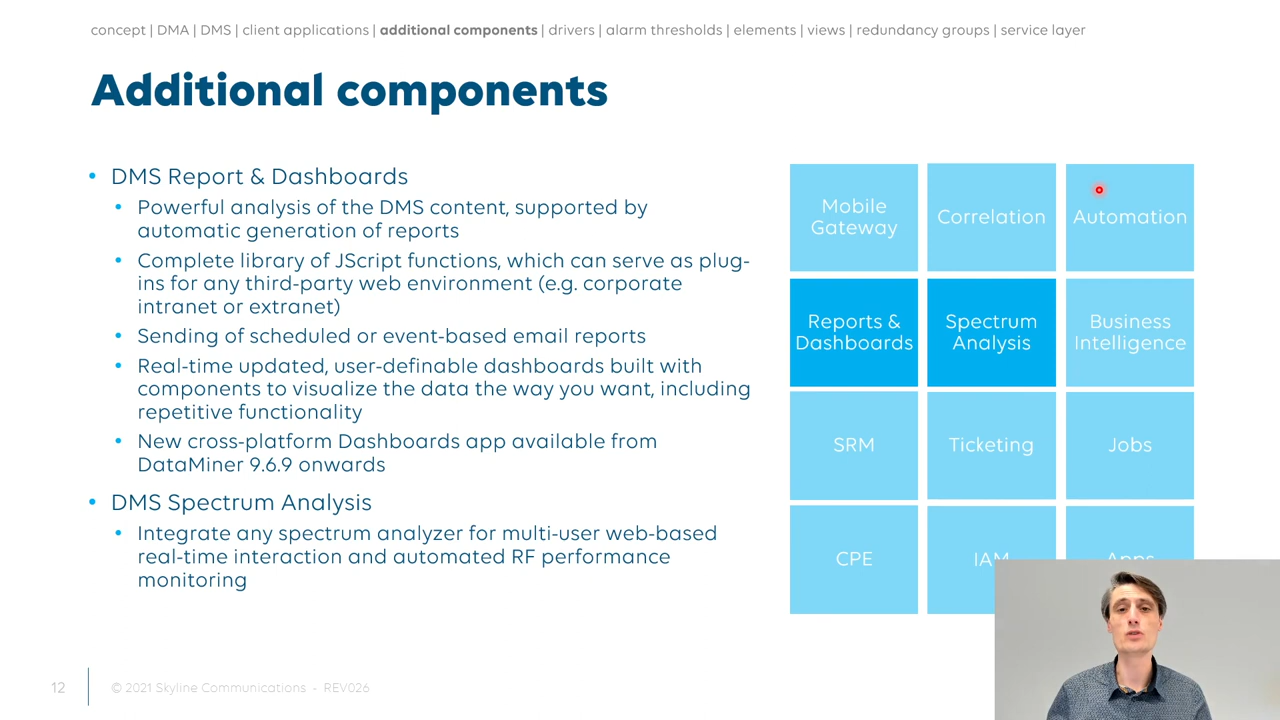 concept | DMA | DMS | client applications | additional components | drivers | alarm thresholds | elements | views | redundancy groups | service layer
Additional components
• DMS Report & Dashboards
• Powerful analysis of the DMS content, supported by
automatic generation of reports
• Complete library of JScript functions, which can serve as plug-
ins for any third-party web environment (e.g. corporate
intranet or extranet)
• Sending of scheduled or event-based email reports
• Real-time updated, user-definable dashboards built with
components to visualize the data the way you want, including
repetitive functionality
• New cross-platform Dashboards app available from
DataMiner 9.6.9 onwards
• DMS Spectrum Analysis
• Integrate any spectrum analyzer for multi-user web-based
real-time interaction and automated RF performance
monitoring
Mobile
Gateway
Correlation
Automation
Reports &
Dashboards
Spectrum
Analysis
Business
Intelligence
SRM
Ticketing
Jobs
CPE
IAM
Apps
12
© 2021 Skyline Communications - REV026